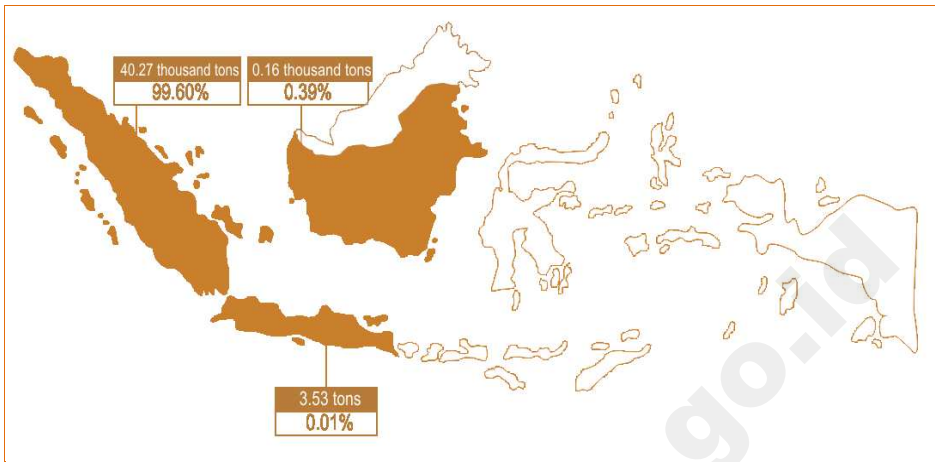 40.27 thousand tons
99.60%
0.16 thousand tons
0.39%
3.53 tons
0.01%
go.id